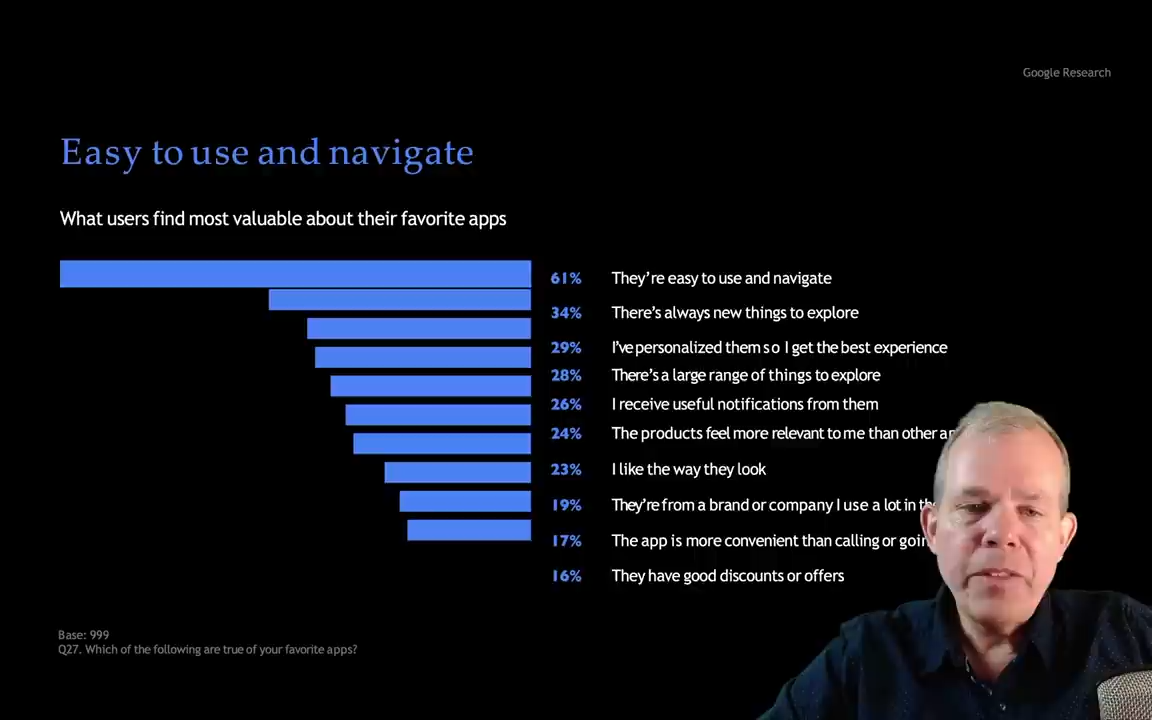 Google Research
Easy to use and navigate
What users find most valuable about their favorite apps
61% They’re easy to use and navigate
34% There’s always new things to explore
29% I’ve personalized them so I get the best experience
28% There’s a large range of things to explore
26% I receive useful notifications from them
24% The products feel more relevant to me than other
23% I like the way they look
19% They’re from a brand or company I use a lot in
17% The app is more convenient than calling or
16% They have good discounts or offers
Base: 999
Q27. Which of the following are true of your favorite apps?